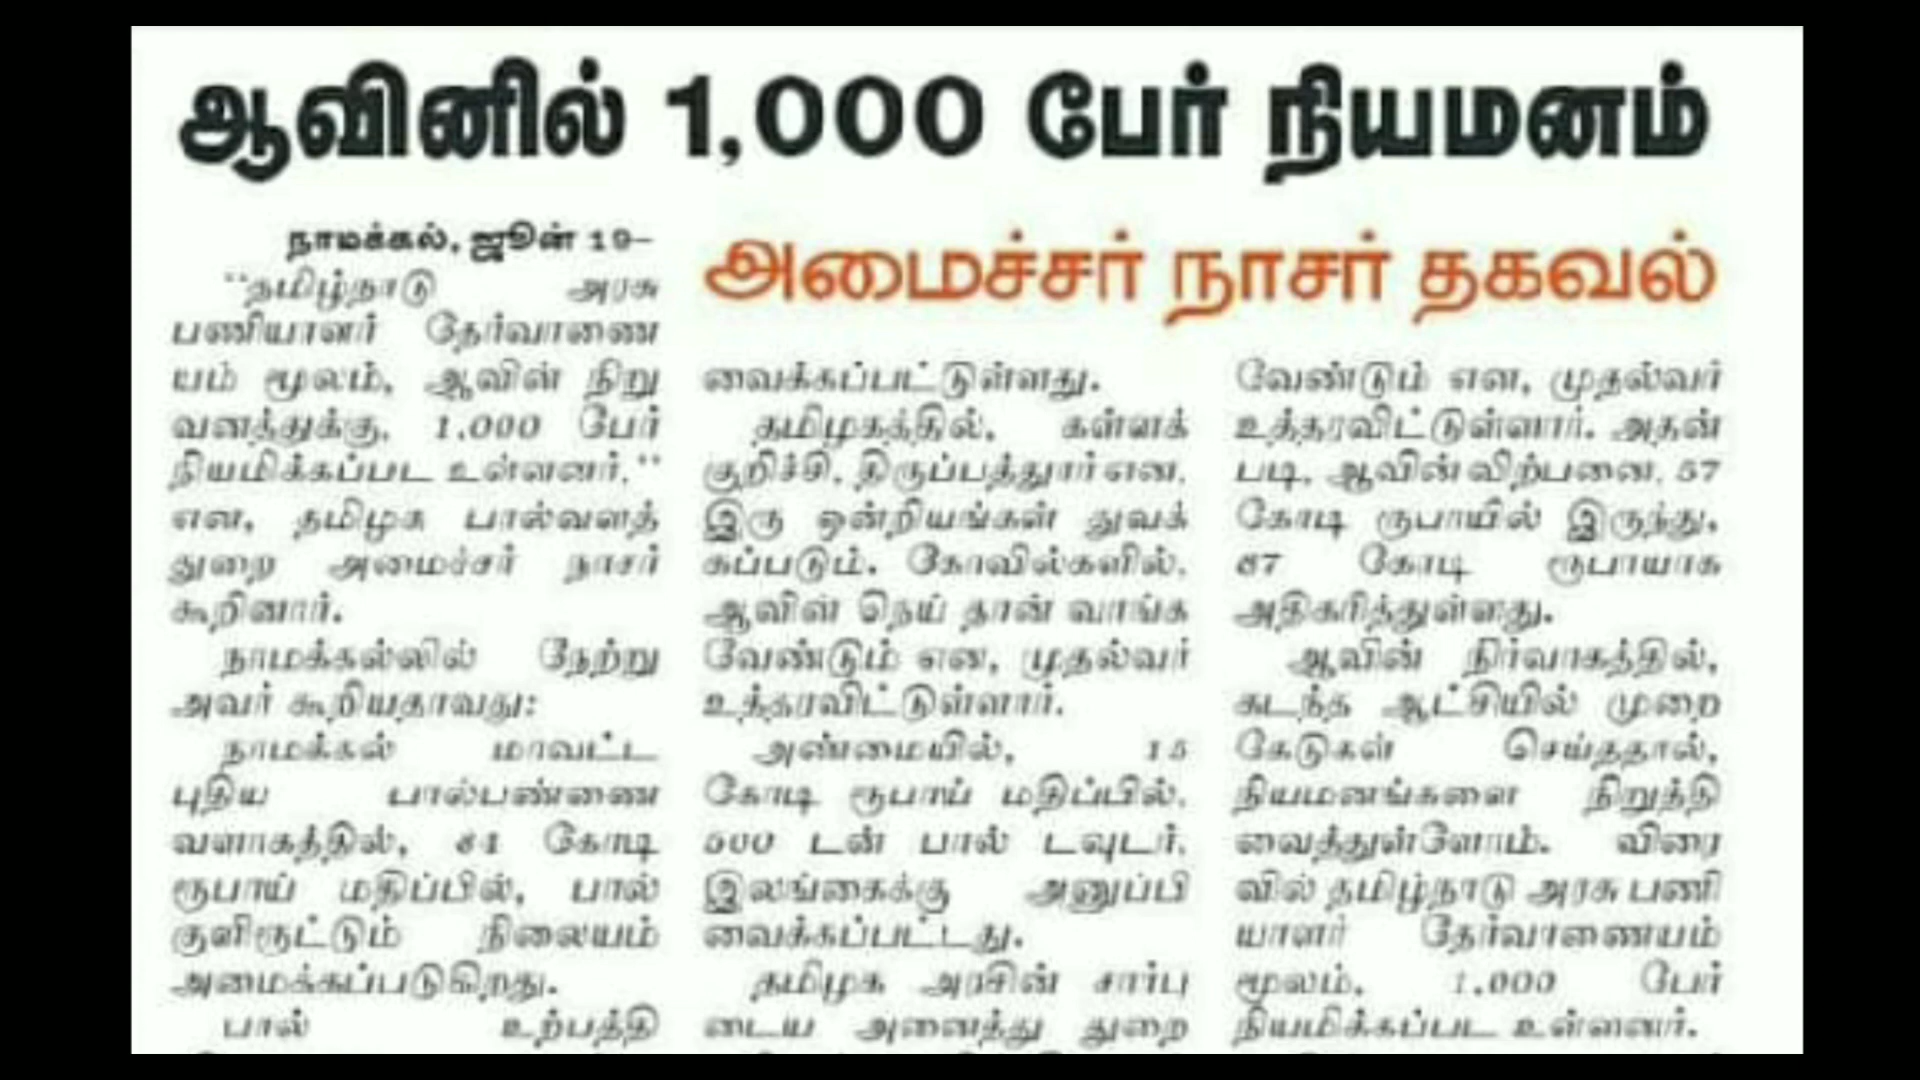 ஆவினில் 1,000 பேர் நியமனம்
அமைச்சர் நாசர் தகவல்
நாமக்கல், ஜூன் 19–
“தமிழ்நாடு அரசு
பணியாளர் தேர்வாணை
யம் மூலம், ஆவின் நிறு
வனத்துக்கு, 1,000 பேர்
நியமிக்கப்பட உள்ளனர்,”
என, தமிழக பால்வளத்
துறை அமைச்சர் நாசர்
கூறினார்.
நாமக்கல்லில் நேற்று
அவர் கூறியதாவது:
நாமக்கல் மாவட்ட
புதிய பால்பண்ணை
வளாகத்தில், கோடி
ரூபாய் மதிப்பில், பால்
குளிரூட்டும் நிலையம்
அமைக்கப்படுகிறது.
பால் உற்பத்தி
வைக்கப்பட்டுள்ளது.
தமிழகத்தில், கள்ளக்
குறிச்சி, திருப்பத்தூர் என,
இரு ஒன்றியங்கள் துவக்
கப்படும். கோவில்களில்,
ஆவின் நெய் தான் வாங்க
வேண்டும் என, முதல்வர்
உத்தரவிட்டுள்ளார்.
அண்மையில், 15
கோடி ரூபாய் மதிப்பில்,
500 டன் பால் டவுடர்,
இலங்கைக்கு அனுப்பி
வைக்கப்பட்டது.
தமிழக அரசின் சார்பு
டைய அனைத்து துறை
வேண்டும் என, முதல்வர்
உத்தரவிட்டுள்ளார். அதன்
படி, ஆவின் விற்பனை, 57
கோடி ரூபாயில் இருந்து,
87 கோடி ரூபாயாக
அதிகரித்துள்ளது.
ஆவின் நிர்வாகத்தில்,
கடந்த ஆட்சியில் முறை
கேடுகள் செய்ததால்,
நியமனங்களை நிறுத்தி
வைத்துள்ளோம். விரை
வில் தமிழ்நாடு அரசு பணி
யாளர் தேர்வாணையம்
மூலம், 1,000 பேர்
நியமிக்கப்பட உள்ளனர்.